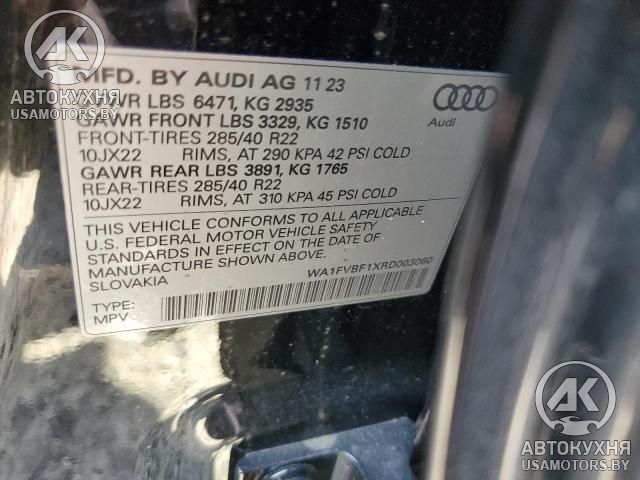 MFD. BY AUDI AG 11 23
GVWR LBS 6471, KG 2935
GAWR FRONT LBS 3329, KG 1510
FRONT-TIRES 285/40 R22
10JX22 RIMS, AT 290 KPA 42 PSI COLD
GAWR REAR LBS 3891, KG 1765
REAR-TIRES 285/40 R22
10JX22 RIMS, AT 310 KPA 45 PSI COLD
THIS VEHICLE CONFORMS TO ALL APPLICABLE
U.S. FEDERAL MOTOR VEHICLE SAFETY
STANDARDS IN EFFECT ON THE DATE OF
MANUFACTURE SHOWN ABOVE.
SLOVAKIA
WA1FVBF1XRD003060
TYPE:
MPV
Audi
АК
АВТОКУХНЯ
USAMOTORS.BY
АК
АВТОКУХНЯ
USAMOTORS.BY